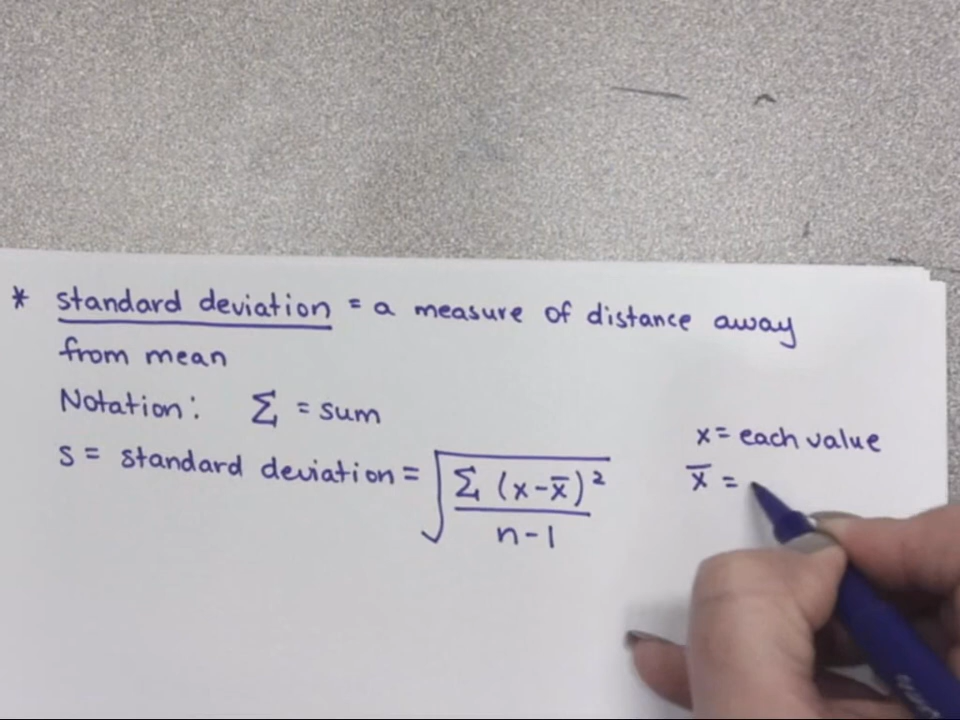 * standard deviation = a measure of distance away
from mean
Notation: Σ = sum
s = standard deviation = √(Σ (x-x̄)² / n-1)
x = each value
x̄ =